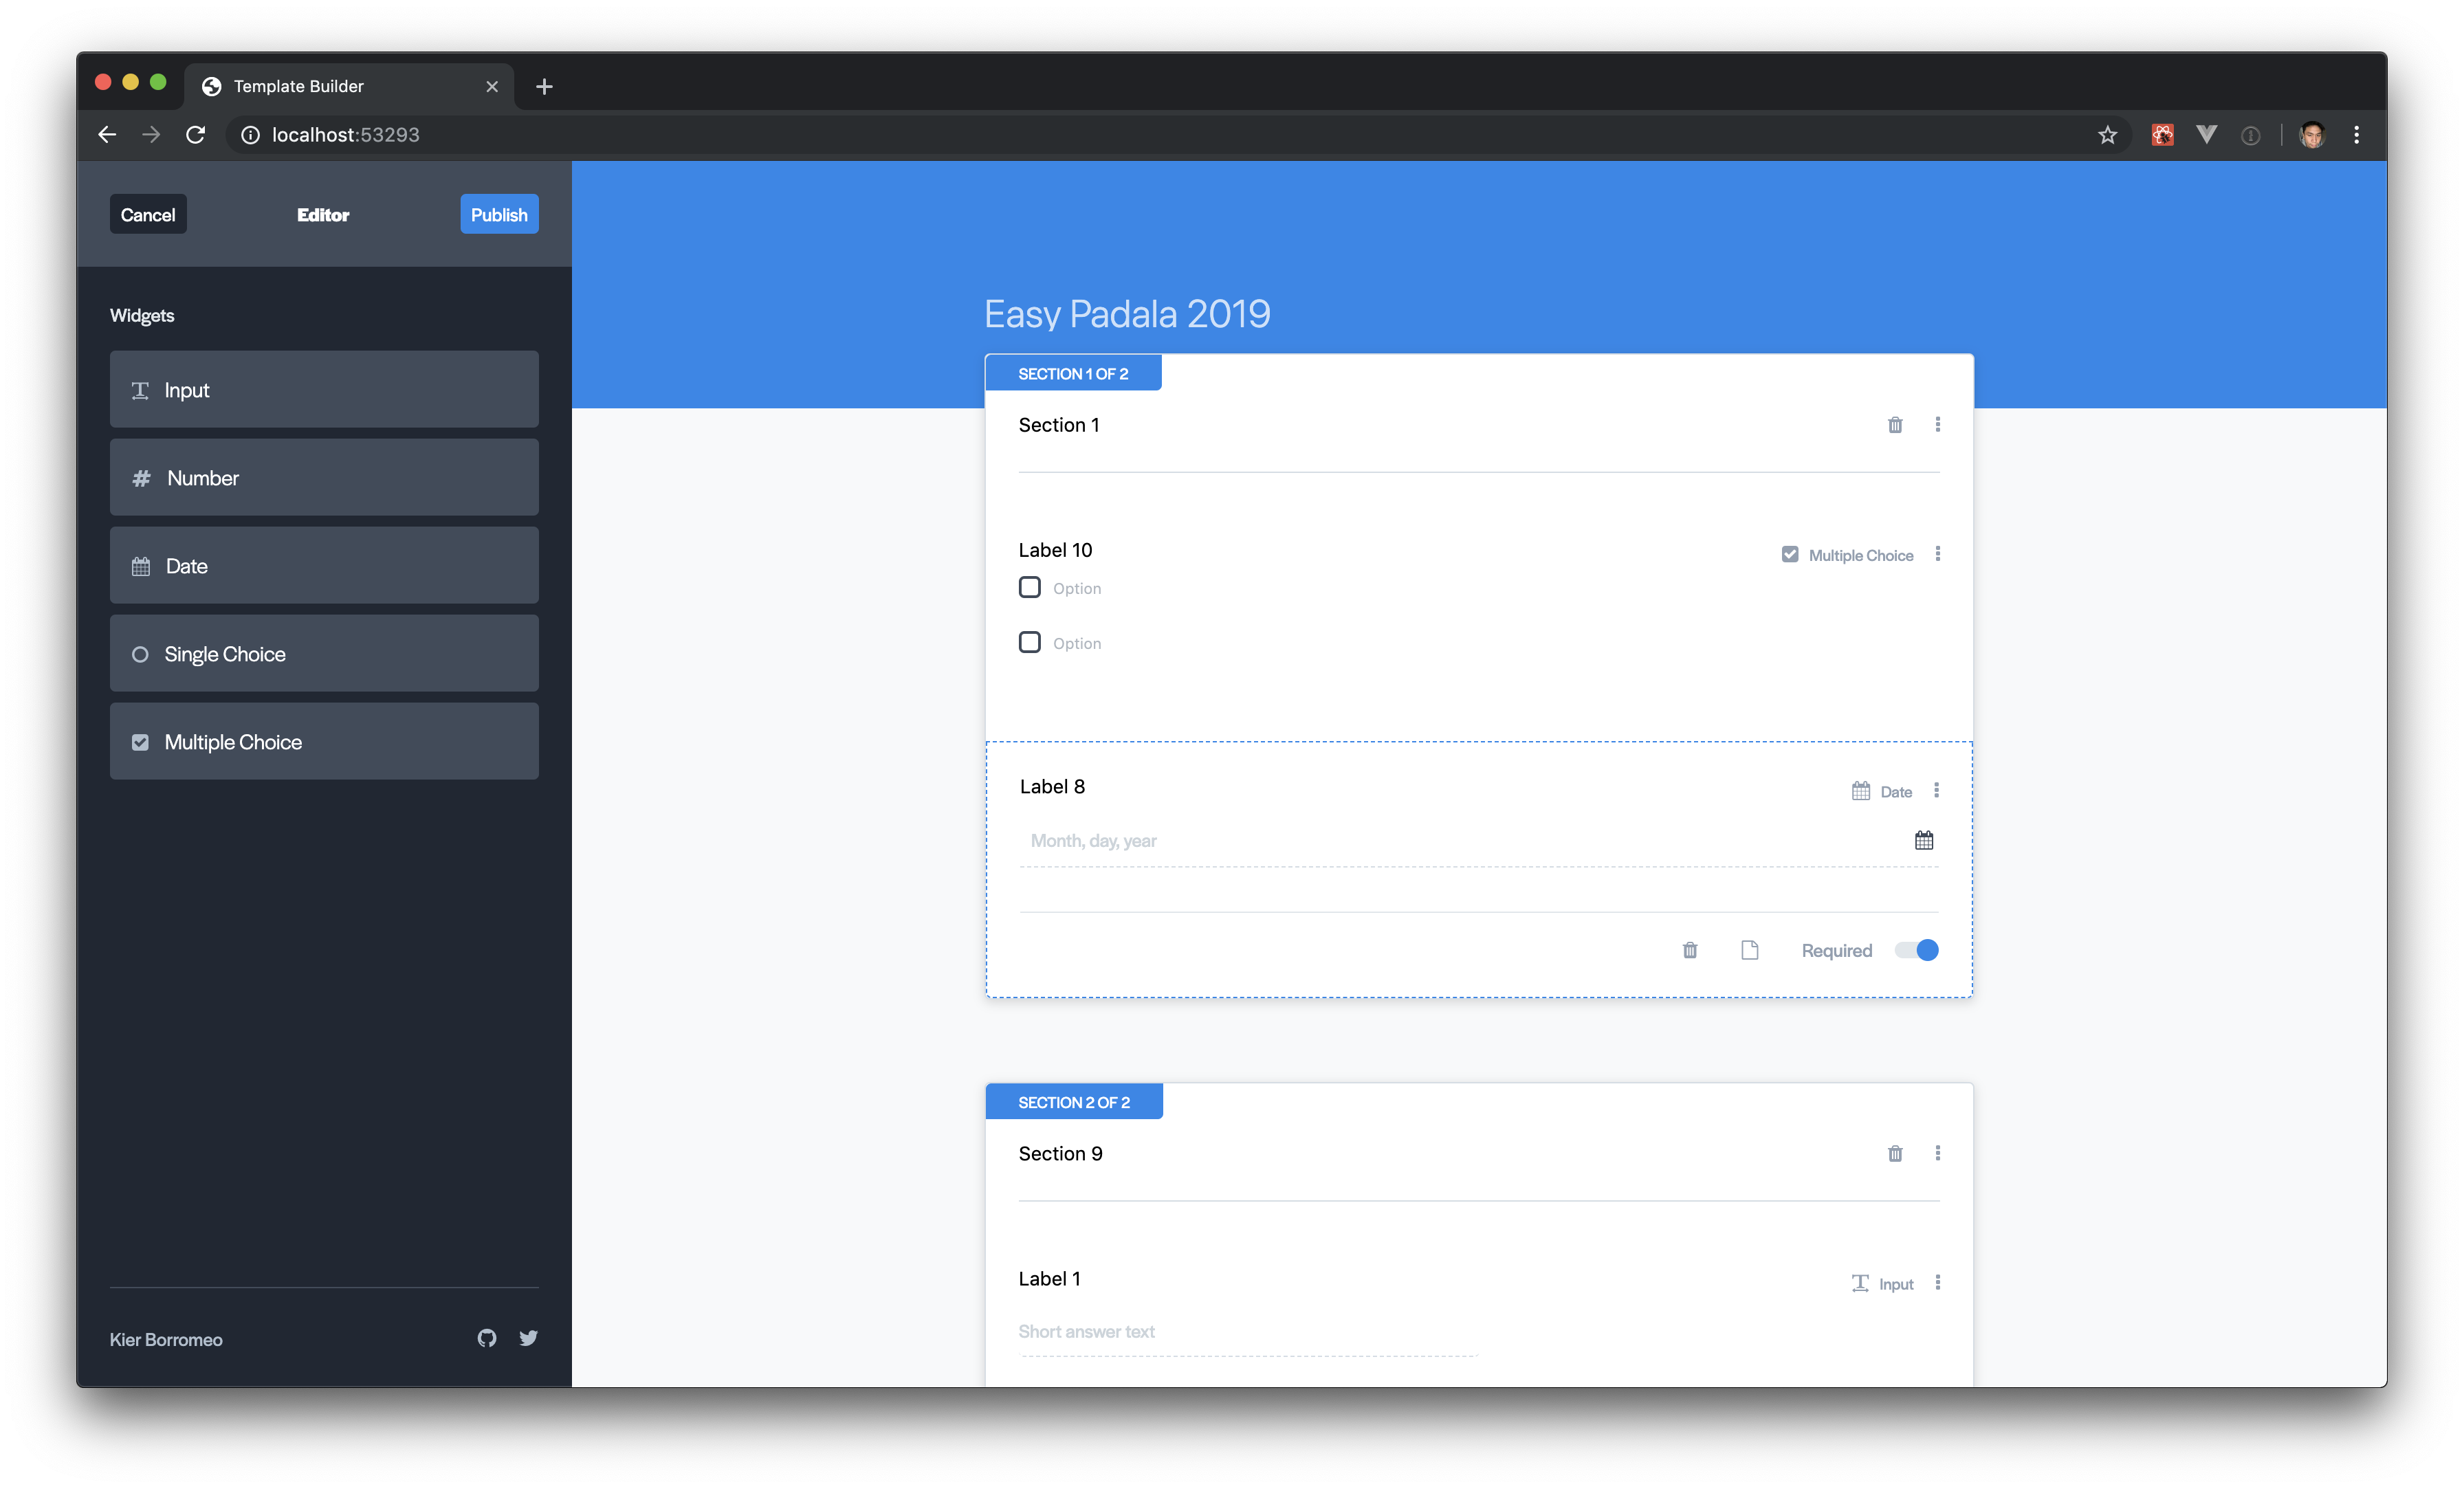 Template Builder
localhost:53293
Cancel
Editor
Publish
Widgets
Input
Number
Date
Single Choice
Multiple Choice
Kier Borromeo
Easy Padala 2019
SECTION 1 OF 2
Section 1
Label 10
Multiple Choice
Option
Option
Label 8
Date
Month, day, year
Required
SECTION 2 OF 2
Section 9
Label 1
Input
Short answer text